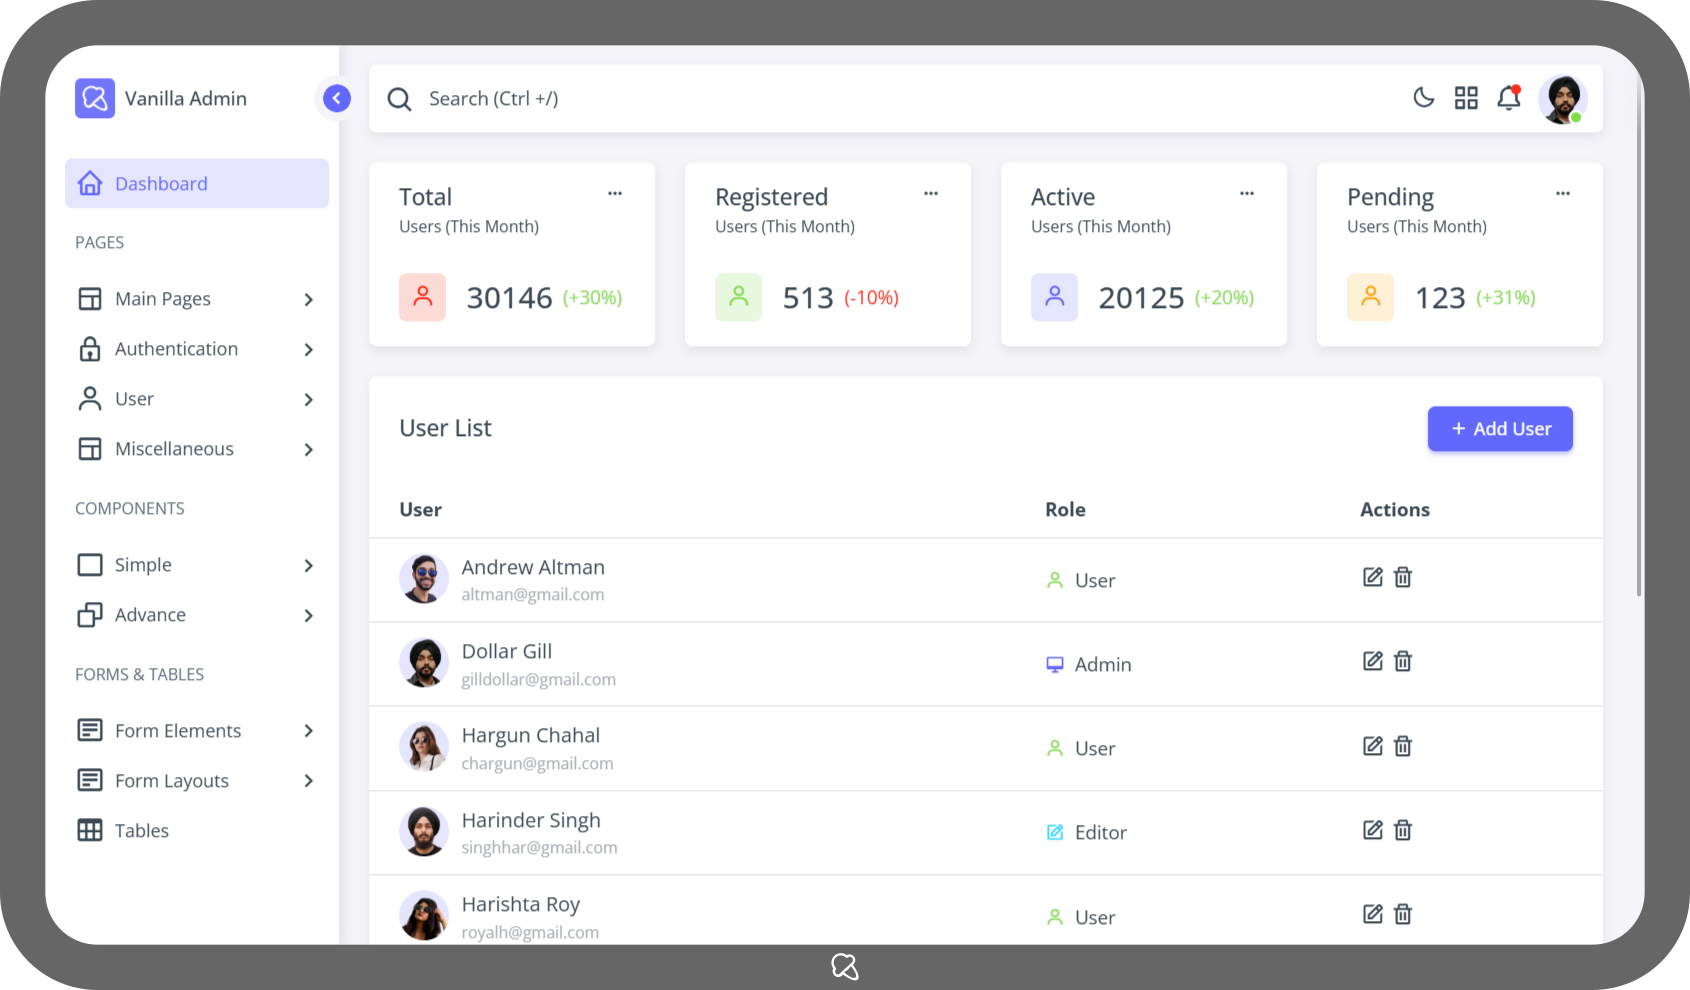 Vanilla Admin
Dashboard
PAGES
Main Pages
Authentication
User
Miscellaneous
COMPONENTS
Simple
Advance
FORMS & TABLES
Form Elements
Form Layouts
Tables
Search (Ctrl +/)
Total
Users (This Month)
30146 (+30%)
Registered
Users (This Month)
513 (-10%)
Active
Users (This Month)
20125 (+20%)
Pending
Users (This Month)
123 (+31%)
User List
+ Add User
User Role Actions
Andrew Altman
altman@gmail.com
User
Dollar Gill
gilldollar@gmail.com
Admin
Hargun Chahal
chargun@gmail.com
User
Harinder Singh
singhhar@gmail.com
Editor
Harishta Roy
royalh@gmail.com
User